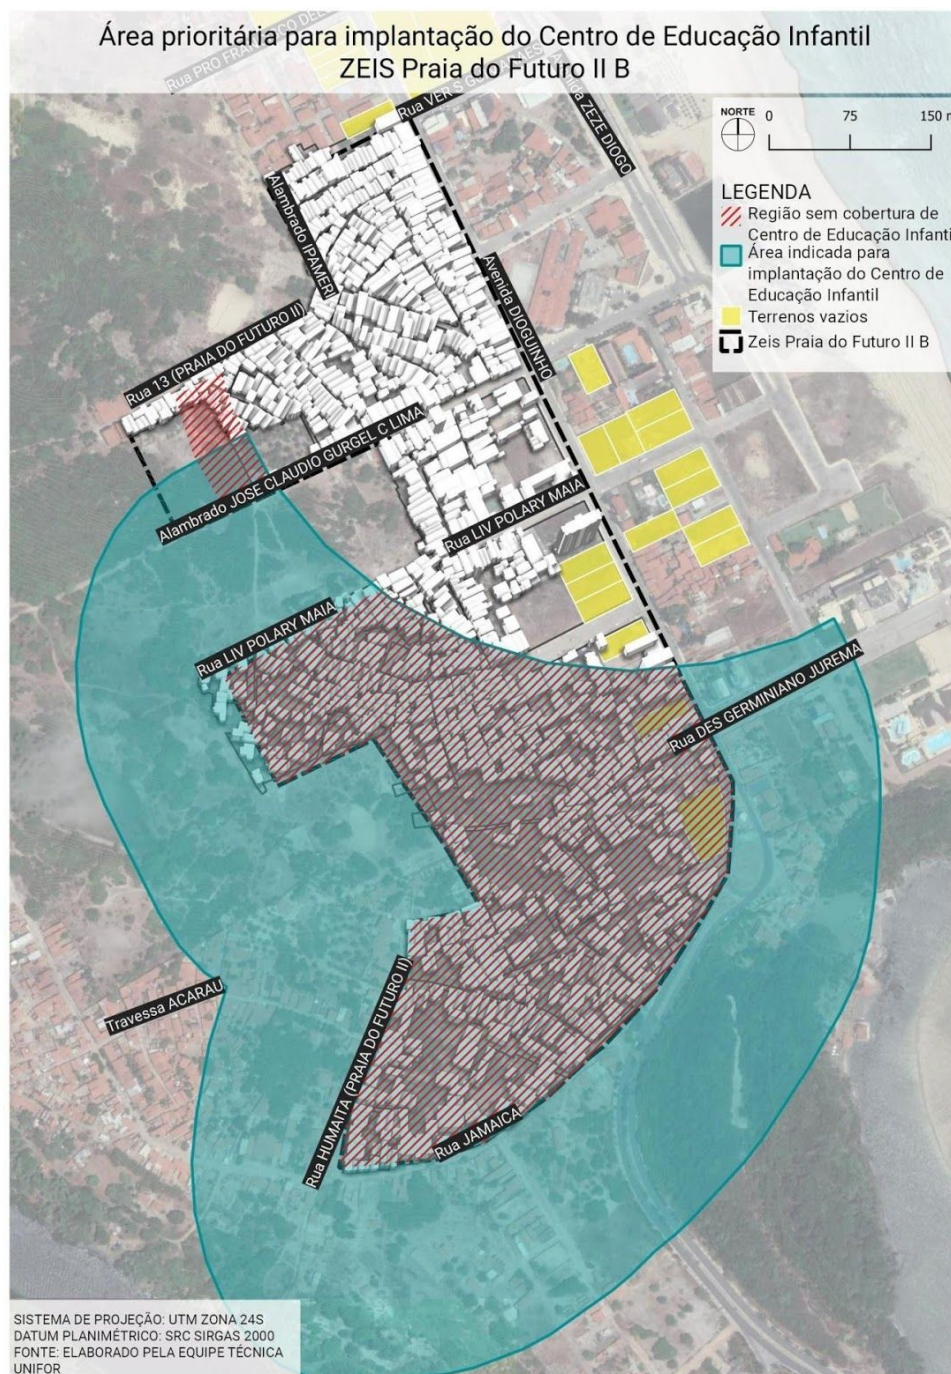 Área prioritária para implantação do Centro de Educação Infantil
ZEIS Praia do Futuro II B
Rua PRO FRANCISCO
Rua VER
ZEZE DIOGO
NORTE 0 75 150 m
LEGENDA
Região sem cobertura de
Centro de Educação Infantil
Área indicada para
implantação do Centro de
Educação Infantil
Terrenos vazios
Zeis Praia do Futuro II B
Alambrado IPAMERI
Avenida DIOGUINHO
Rua 13 (PRAIA DO FUTURO II)
Alambrado JOSE CLAUDIO GURGEL C LIMA
Rua LIV POLARY MAIA
Rua LIV POLARY MAIA
Rua DES GERMINIANO JUREMA
Travessa ACARAU
Rua HUMAITA (PRAIA DO FUTURO II)
Rua JAMAICA
SISTEMA DE PROJEÇÃO: UTM ZONA 24S
DATUM PLANIMÉTRICO: SRC SIRGAS 2000
FONTE: ELABORADO PELA EQUIPE TÉCNICA
UNIFOR